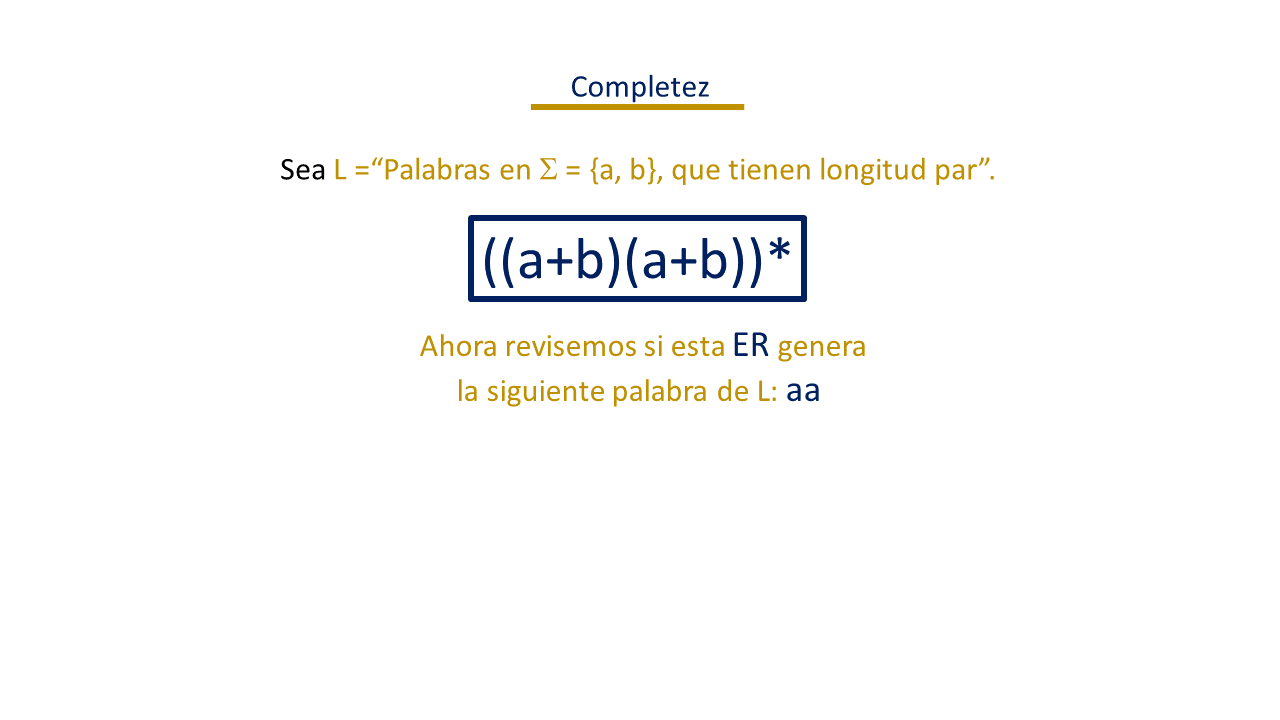 Completez
Sea L =“Palabras en Σ = {a, b}, que tienen longitud par”.
((a+b)(a+b))*
Ahora revisemos si esta ER genera
la siguiente palabra de L: aa